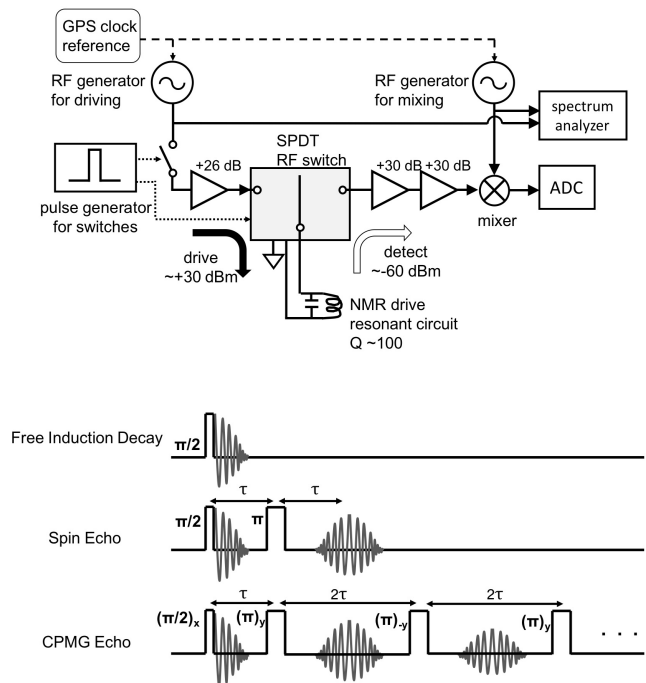 GPS clock
reference
RF generator
for driving
RF generator
for mixing
spectrum
analyzer
SPDT
RF switch
+26 dB
+30 dB
+30 dB
pulse generator
for switches
mixer
ADC
drive
~+30 dBm
detect
~-60 dBm
NMR drive
resonant circuit
Q ~100
Free Induction Decay
π/2
τ
τ
π/2
π
Spin Echo
τ
2τ
2τ
(π/2)x
(π)y
(π)-y
(π)y
CPMG Echo
. . .